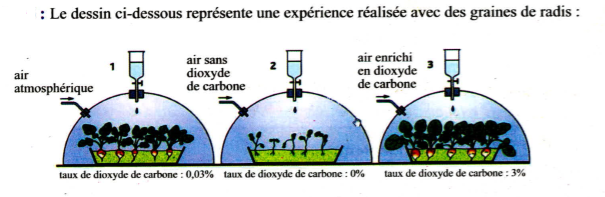 : Le dessin ci-dessous représente une expérience réalisée avec des graines de radis :
air
atmosphérique
1
air sans
dioxyde
de carbone
2
air enrichi
en dioxyde
de carbone
3
taux de dioxyde de carbone : 0,03%
taux de dioxyde de carbone : 0%
taux de dioxyde de carbone : 3%